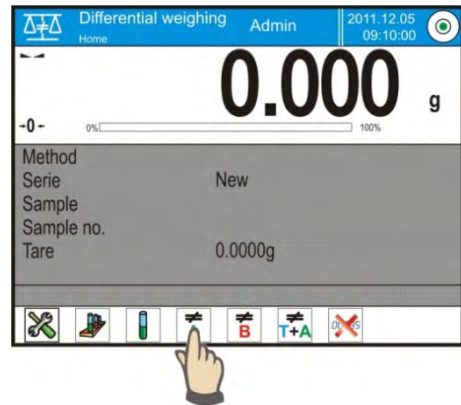 Differential weighing Admin 2011.12.05
Home 09:10:00
0.000 g
-0- 0% 100%
Method
Serie New
Sample
Sample no.
Tare 0.0000g
≠ ≠ B ≠ T+A